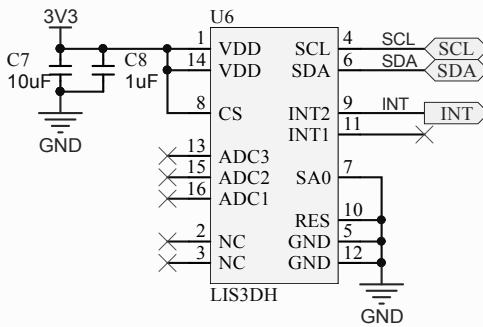 3V3
C7
10uF
C8
1uF
GND
U6
1 VDD
14 VDD
8 CS
13 ADC3
15 ADC2
16 ADC1
2 NC
3 NC
SCL 4 SCL SCL
SDA 6 SDA SDA
INT2 9 INT INT
INT1 11
SA0 7
RES 10
GND 5
GND 12
LIS3DH
GND